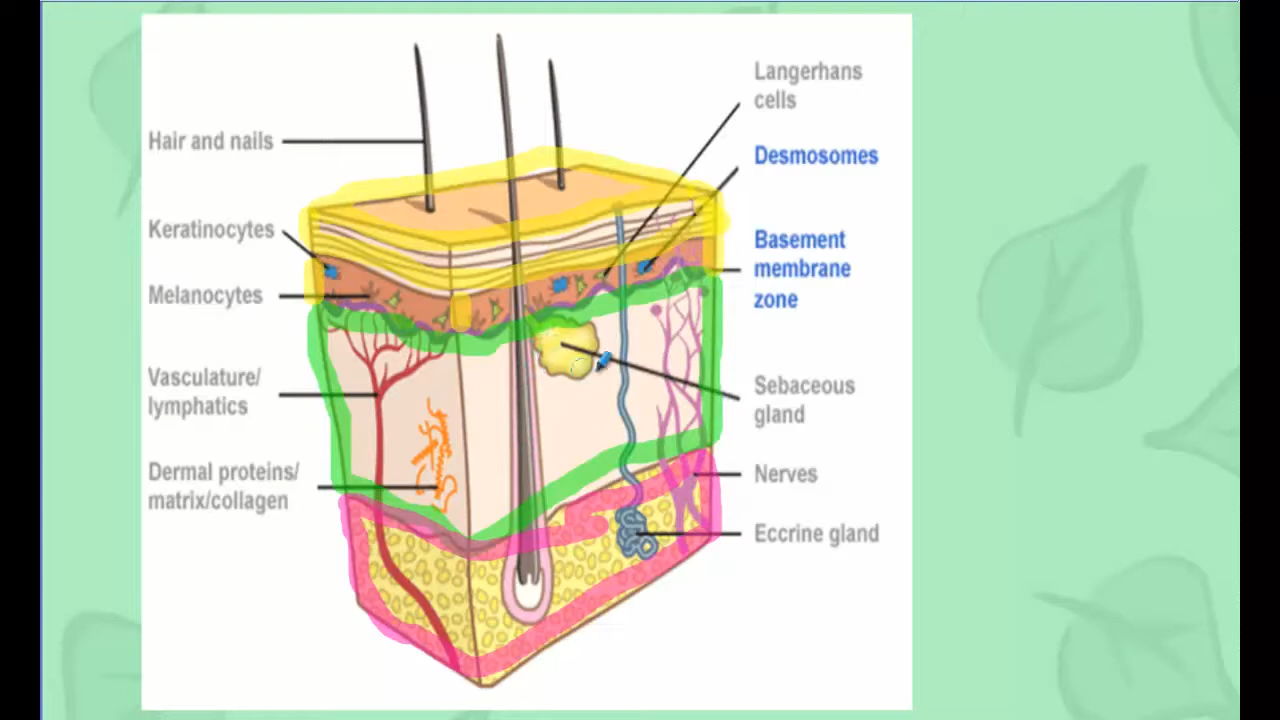 Hair and nails
Keratinocytes
Melanocytes
Vasculature/
lymphatics
Dermal proteins/
matrix/collagen
Langerhans
cells
Desmosomes
Basement
membrane
zone
Sebaceous
gland
Nerves
Eccrine gland